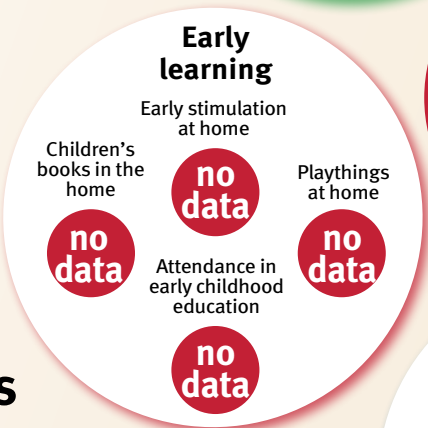 Early
learning
Early stimulation
at home
no
data
Children's
books in the
home
no
data
Playthings
at home
no
data
Attendance in
early childhood
education
no
data
s